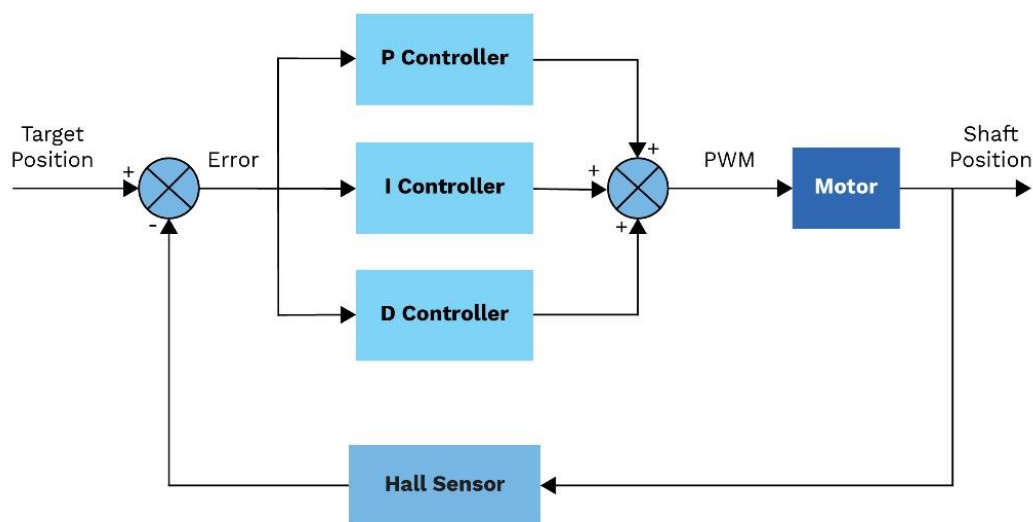 P Controller
Target
Position
+
Error
-
I Controller
+
+
+
PWM
Motor
Shaft
Position
D Controller
Hall Sensor